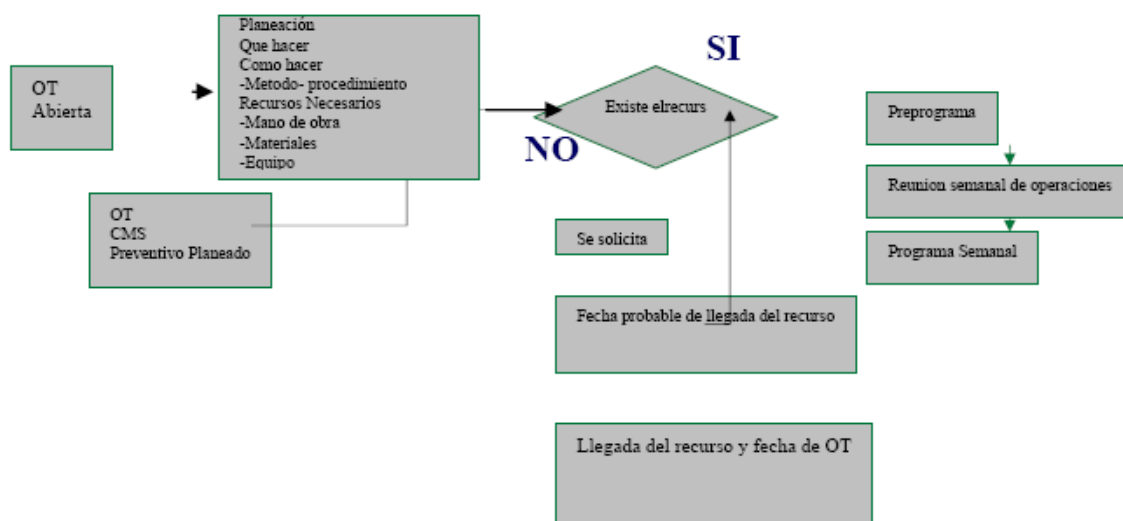 OT
Abierta
Planeación
Que hacer
Como hacer
-Metodo- procedimiento
Recursos Necesarios
-Mano de obra
-Materiales
-Equipo
OT
CMS
Preventivo Planeado
SI
Existe elrecurs
NO
Se solicita
Fecha probable de llegada del recurso
Llegada del recurso y fecha de OT
Preprograma
Reunion semanal de operaciones
Programa Semanal